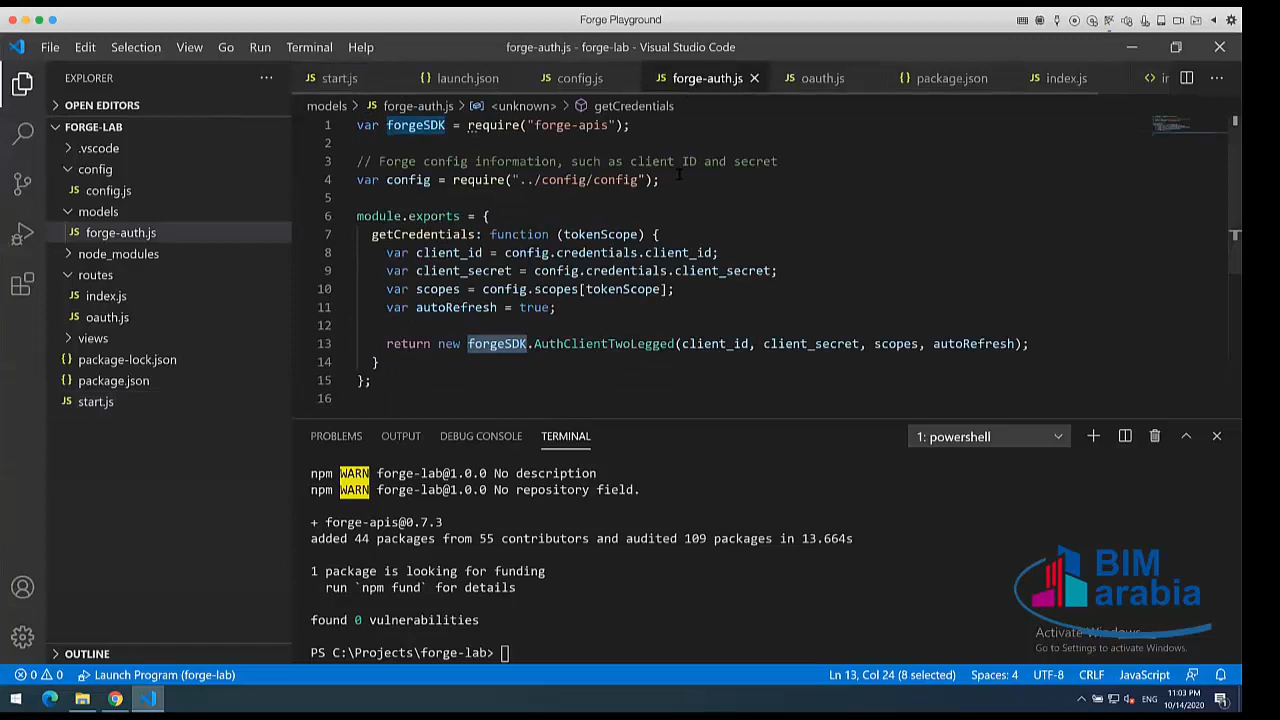 Forge Playground
File Edit Selection View Go Run Terminal Help forge-auth.js - forge-lab - Visual Studio Code
EXPLORER
start.js launch.json config.js JS forge-auth.js oauth.js package.json index.js
OPEN EDITORS
models > JS forge-auth.js > <unknown> > getCredentials
FORGE-LAB
.vscode
config
JS config.js
models
JS forge-auth.js
node_modules
routes
JS index.js
JS oauth.js
views
package-lock.json
package.json
JS start.js
OUTLINE
1 var forgeSDK = require("forge-apis");
2
3 // Forge config information, such as client ID and secret
4 var config = require("../config/config");
5
6 module.exports = {
7 getCredentials: function (tokenScope) {
8 var client_id = config.credentials.client_id;
9 var client_secret = config.credentials.client_secret;
10 var scopes = config.scopes[tokenScope];
11 var autoRefresh = true;
12
13 return new forgeSDK.AuthClientTwoLegged(client_id, client_secret, scopes, autoRefresh);
14 }
15 };
16
PROBLEMS OUTPUT DEBUG CONSOLE TERMINAL 1: powershell
npm WARN forge-lab@1.0.0 No description
npm WARN forge-lab@1.0.0 No repository field.
+ forge-apis@0.7.3
added 44 packages from 55 contributors and audited 109 packages in 13.664s
1 package is looking for funding
run `npm fund` for details
found 0 vulnerabilities
PS C:\Projects\forge-lab>
BIM
arabia
Activate Windows
Go to Settings to activate Windows.
0 0 Launch Program (forge-lab) Ln 13, Col 24 (8 selected) Spaces: 4 UTF-8 CRLF JavaScript
ENG 11:03 PM
10/14/2020